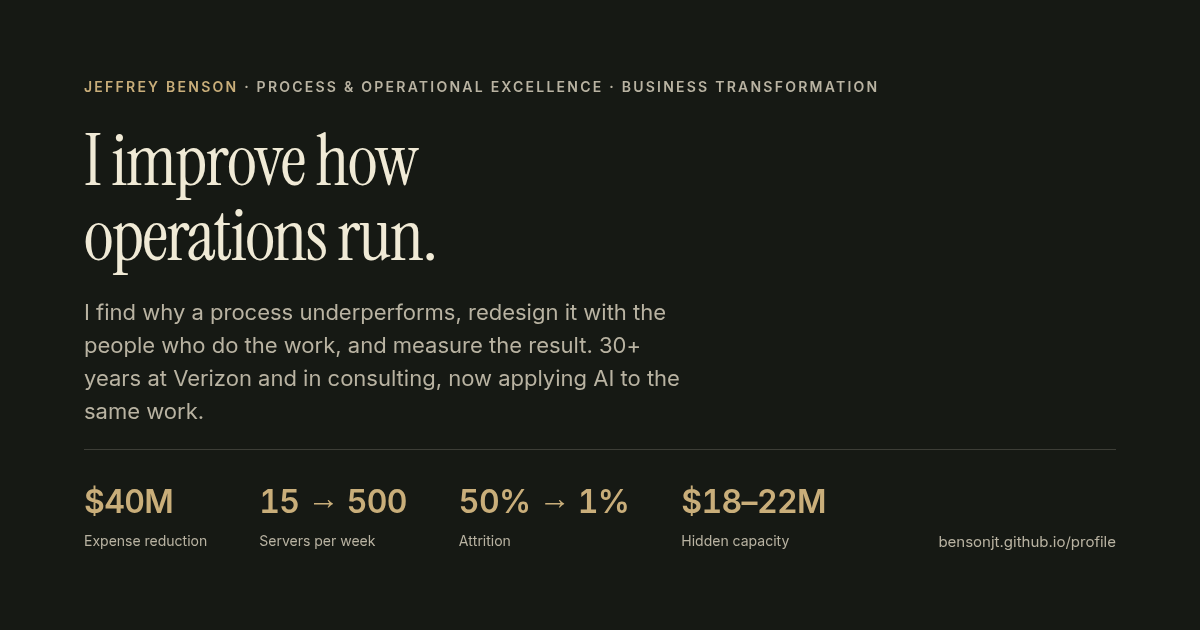 JEFFREY BENSON · PROCESS & OPERATIONAL EXCELLENCE · BUSINESS TRANSFORMATION
I improve how
operations run.
I find why a process underperforms, redesign it with the
people who do the work, and measure the result. 30+
years at Verizon and in consulting, now applying AI to the
same work.
$40M
Expense reduction
15 → 500
Servers per week
50% → 1%
Attrition
$18–22M
Hidden capacity
bensonjt.github.io/profile